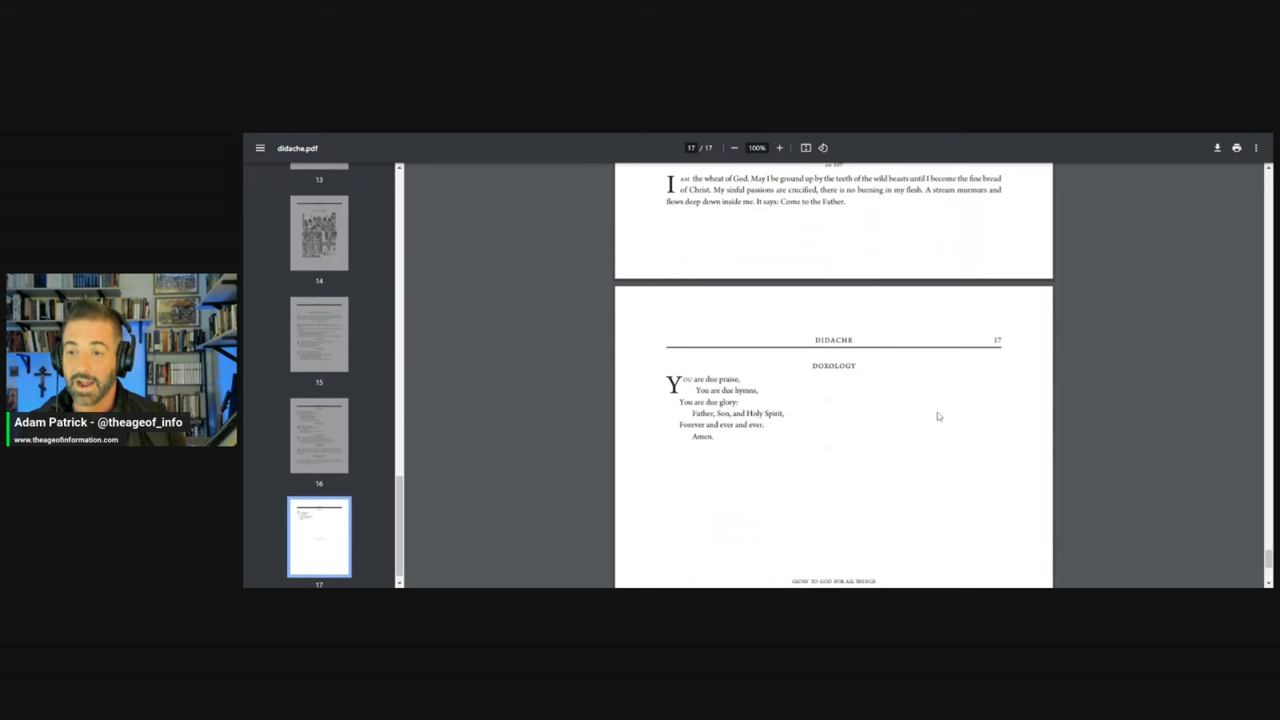 didache.pdf
17 / 17
100%
13
I AM the wheat of God. May I be ground up by the teeth of the wild beasts until I become the fine bread
of Christ. My sinful passions are crucified, there is no burning in my flesh. A stream murmurs and
flows deep down inside me. It says: Come to the Father.
14
DIDACHE 17
DOXOLOGY
YOU are due praise,
You are due hymns,
You are due glory:
Father, Son, and Holy Spirit,
Forever and ever and ever.
Amen.
15
Adam Patrick - @theageof_info
www.theageofinformation.com
16
GLORY TO GOD FOR ALL THINGS
17